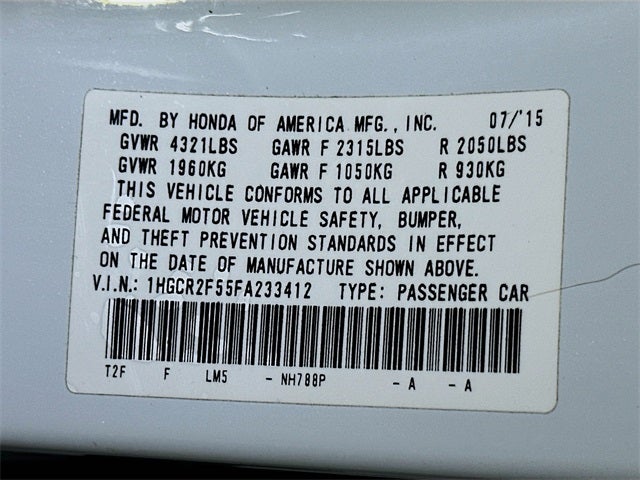 MFD. BY HONDA OF AMERICA MFG., INC. 07/'15
GVWR 4321LBS GAWR F 2315LBS R 2050LBS
GVWR 1960KG GAWR F 1050KG R 930KG
THIS VEHICLE CONFORMS TO ALL APPLICABLE
FEDERAL MOTOR VEHICLE SAFETY, BUMPER,
AND THEFT PREVENTION STANDARDS IN EFFECT
ON THE DATE OF MANUFACTURE SHOWN ABOVE.
V.I.N.: 1HGCR2F55FA233412 TYPE: PASSENGER CAR
T2F F LM5 - NH788P - A - A